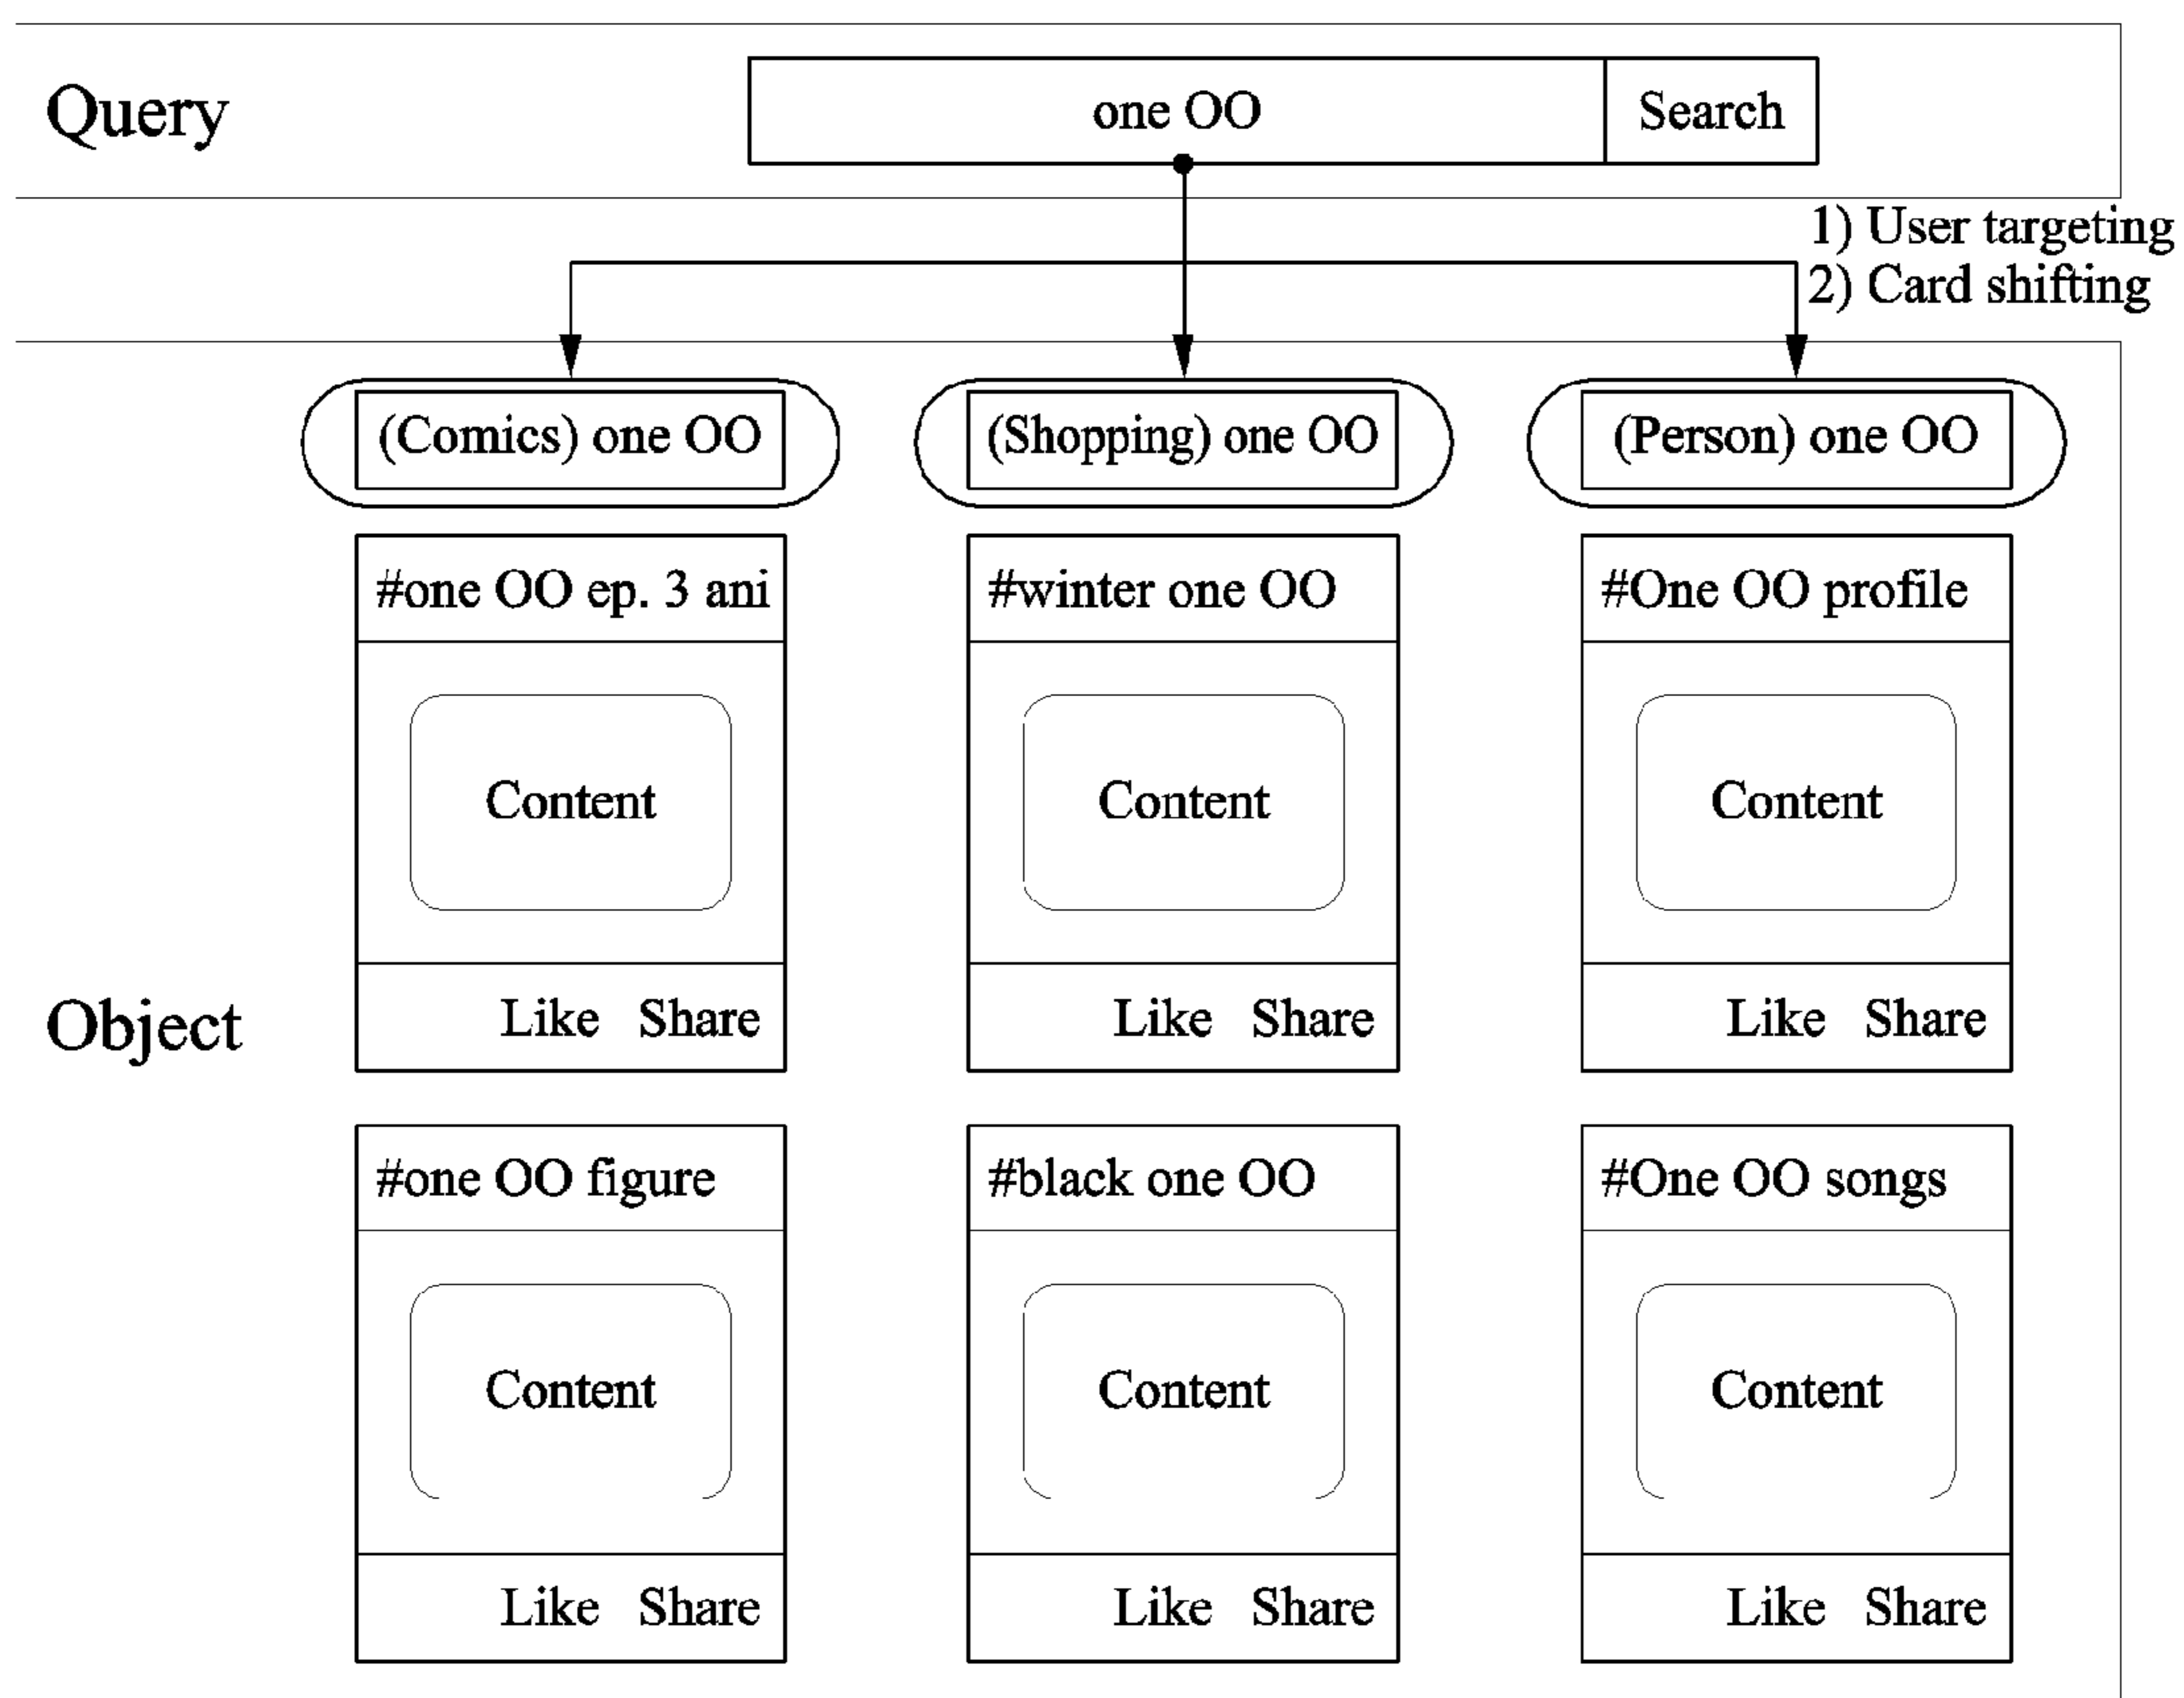 Query
one OO
Search
1) User targeting
2) Card shifting
(Comics) one OO
(Shopping) one OO
(Person) one OO
#one OO ep. 3 ani
#winter one OO
#One OO profile
Content
Content
Content
Object
Like Share
Like Share
Like Share
#one OO figure
#black one OO
#One OO songs
Content
Content
Content
Like Share
Like Share
Like Share